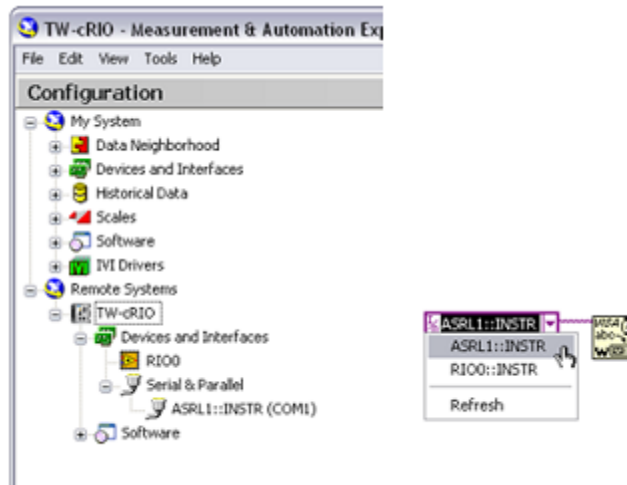 TW-cRIO - Measurement & Automation Exp
File Edit View Tools Help
Configuration
My System
Data Neighborhood
Devices and Interfaces
Historical Data
Scales
Software
IVI Drivers
Remote Systems
TW-cRIO
Devices and Interfaces
RIO0
Serial & Parallel
ASRL1::INSTR (COM1)
Software
ASRL1::INSTR
ASRL1::INSTR
RIO0::INSTR
Refresh
VISA
abc
W